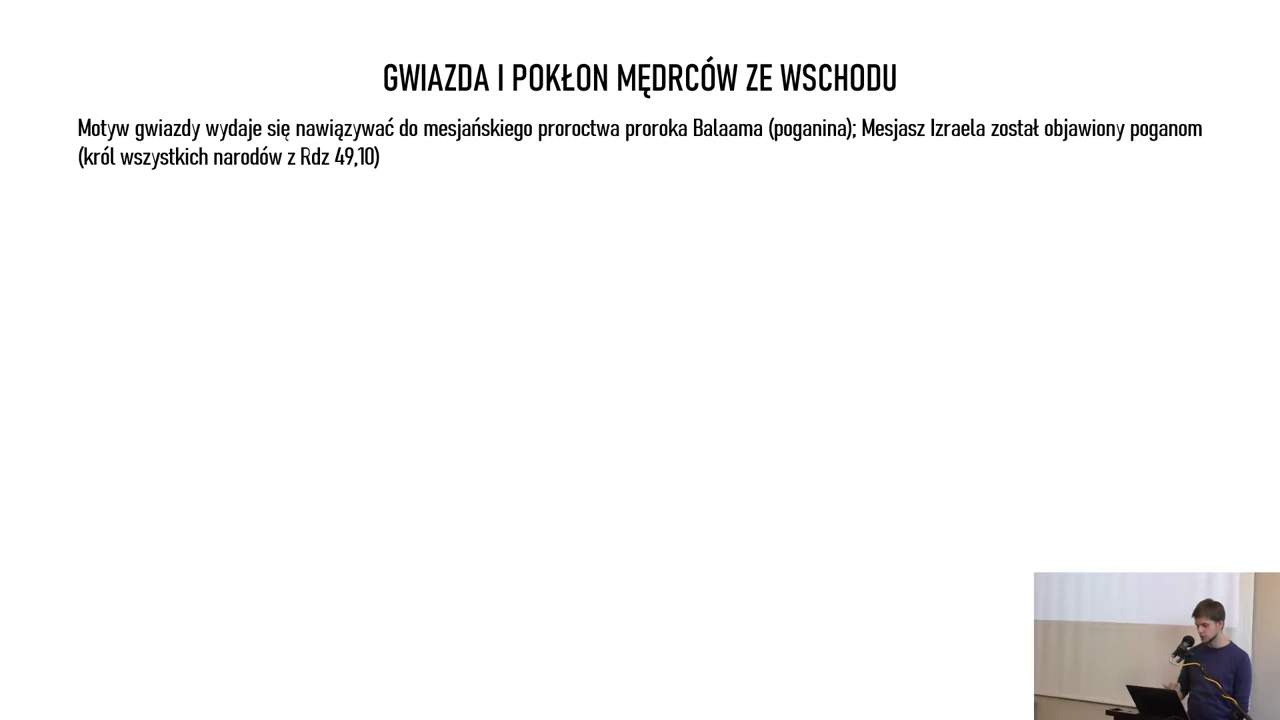 GWIAZDA I POKŁON MĘDRCÓW ZE WSCHODU
Motyw gwiazdy wydaje się nawiązywać do mesjańskiego proroctwa proroka Balaama (poganina); Mesjasz Izraela został objawiony poganom
(król wszystkich narodów z Rdz 49,10)